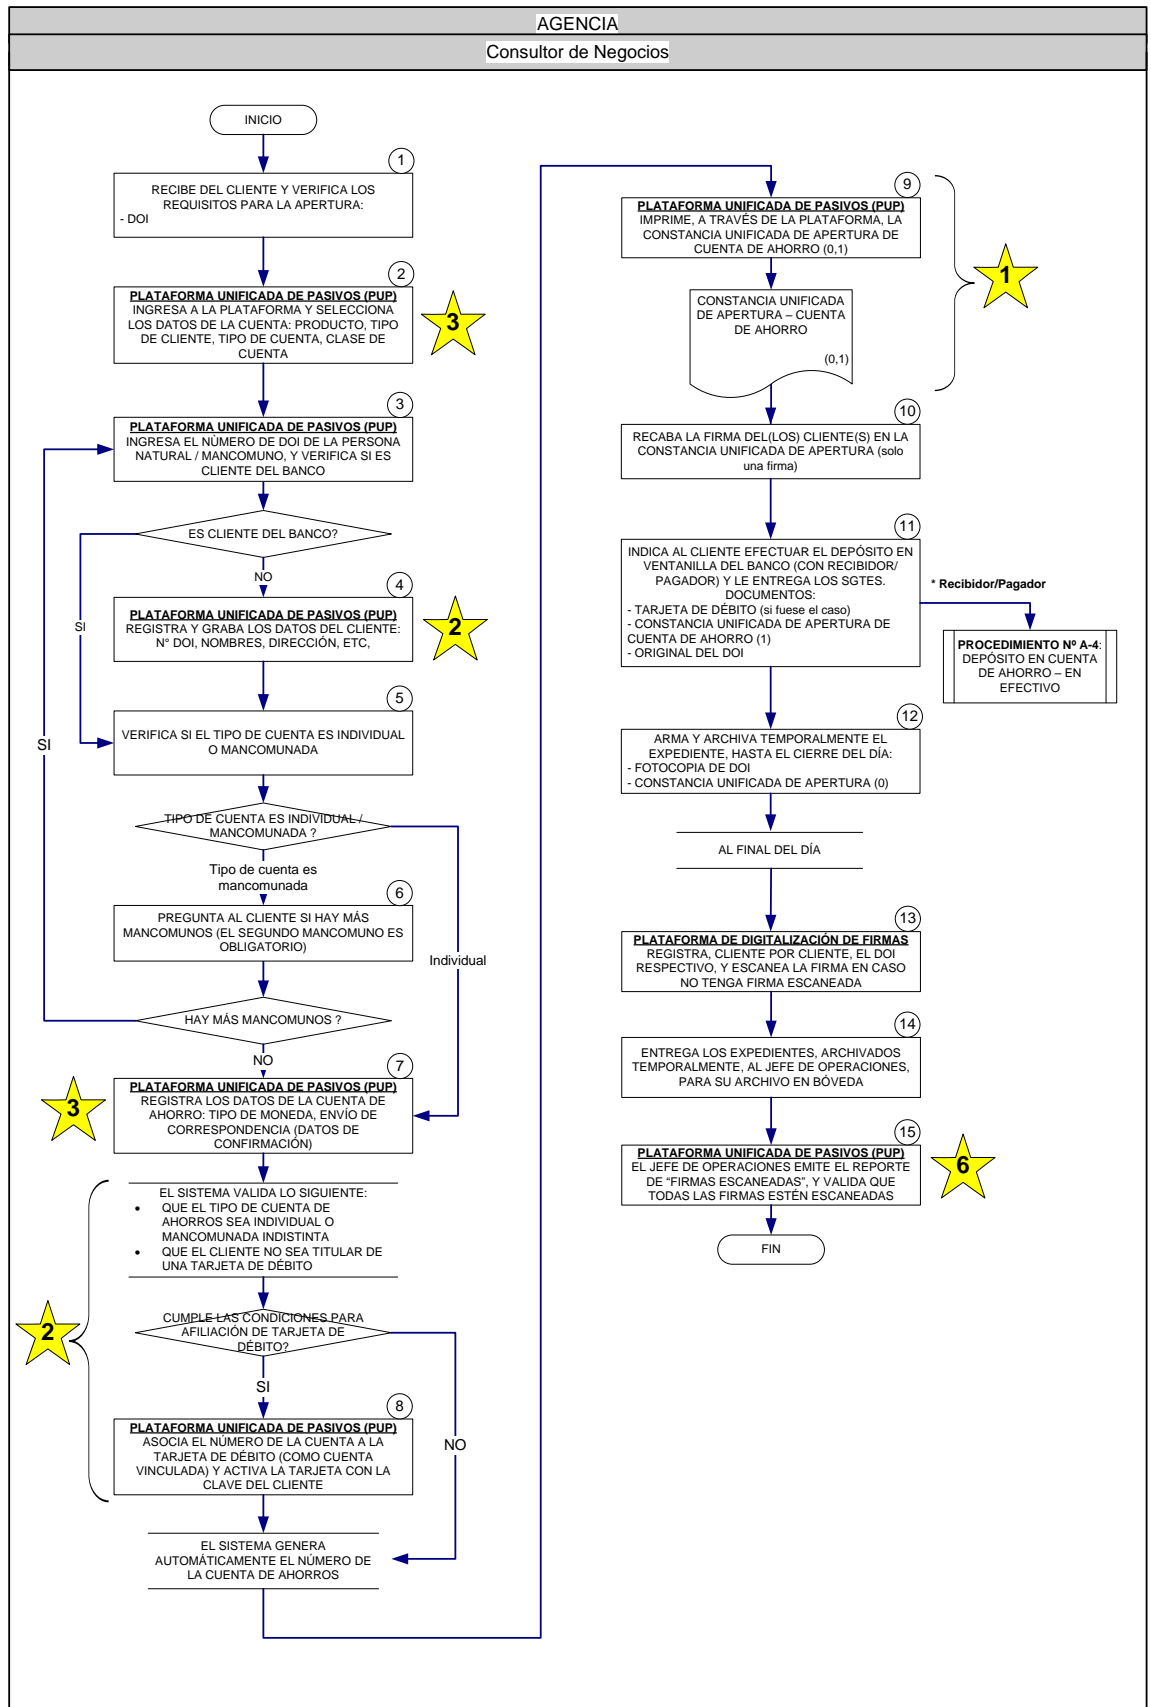 AGENCIA
Consultor de Negocios
INICIO
1
RECIBE DEL CLIENTE Y VERIFICA LOS
REQUISITOS PARA LA APERTURA:
- DOI
2
PLATAFORMA UNIFICADA DE PASIVOS (PUP)
INGRESA A LA PLATAFORMA Y SELECCIONA
LOS DATOS DE LA CUENTA: PRODUCTO, TIPO
DE CLIENTE, TIPO DE CUENTA, CLASE DE
CUENTA
3
3
PLATAFORMA UNIFICADA DE PASIVOS (PUP)
INGRESA EL NÚMERO DE DOI DE LA PERSONA
NATURAL / MANCOMUNO, Y VERIFICA SI ES
CLIENTE DEL BANCO
ES CLIENTE DEL BANCO?
NO
SI
4
PLATAFORMA UNIFICADA DE PASIVOS (PUP)
REGISTRA Y GRABA LOS DATOS DEL CLIENTE:
N° DOI, NOMBRES, DIRECCIÓN, ETC,
2
5
VERIFICA SI EL TIPO DE CUENTA ES INDIVIDUAL
O MANCOMUNADA
SI
TIPO DE CUENTA ES INDIVIDUAL /
MANCOMUNADA ?
Tipo de cuenta es
mancomunada
6
PREGUNTA AL CLIENTE SI HAY MÁS
MANCOMUNOS (EL SEGUNDO MANCOMUNO ES
OBLIGATORIO)
Individual
HAY MÁS MANCOMUNOS ?
NO
7
PLATAFORMA UNIFICADA DE PASIVOS (PUP)
REGISTRA LOS DATOS DE LA CUENTA DE
AHORRO: TIPO DE MONEDA, ENVÍO DE
CORRESPONDENCIA (DATOS DE
CONFIRMACIÓN)
3
EL SISTEMA VALIDA LO SIGUIENTE:
• QUE EL TIPO DE CUENTA DE
AHORROS SEA INDIVIDUAL O
MANCOMUNADA INDISTINTA
• QUE EL CLIENTE NO SEA TITULAR DE
UNA TARJETA DE DÉBITO
2
CUMPLE LAS CONDICIONES PARA
AFILIACIÓN DE TARJETA DE
DÉBITO?
SI
NO
8
PLATAFORMA UNIFICADA DE PASIVOS (PUP)
ASOCIA EL NÚMERO DE LA CUENTA A LA
TARJETA DE DÉBITO (COMO CUENTA
VINCULADA) Y ACTIVA LA TARJETA CON LA
CLAVE DEL CLIENTE
EL SISTEMA GENERA
AUTOMÁTICAMENTE EL NÚMERO DE
LA CUENTA DE AHORROS
9
PLATAFORMA UNIFICADA DE PASIVOS (PUP)
IMPRIME, A TRAVÉS DE LA PLATAFORMA, LA
CONSTANCIA UNIFICADA DE APERTURA DE
CUENTA DE AHORRO (0,1)
1
CONSTANCIA UNIFICADA
DE APERTURA – CUENTA
DE AHORRO
(0,1)
10
RECABA LA FIRMA DEL(LOS) CLIENTE(S) EN LA
CONSTANCIA UNIFICADA DE APERTURA (solo
una firma)
11
INDICA AL CLIENTE EFECTUAR EL DEPÓSITO EN
VENTANILLA DEL BANCO (CON RECIBIDOR/
PAGADOR) Y LE ENTREGA LOS SGTES.
DOCUMENTOS:
- TARJETA DE DÉBITO (si fuese el caso)
- CONSTANCIA UNIFICADA DE APERTURA DE
CUENTA DE AHORRO (1)
- ORIGINAL DEL DOI
* Recibidor/Pagador
PROCEDIMIENTO Nº A-4:
DEPÓSITO EN CUENTA
DE AHORRO – EN
EFECTIVO
12
ARMA Y ARCHIVA TEMPORALMENTE EL
EXPEDIENTE, HASTA EL CIERRE DEL DÍA:
- FOTOCOPIA DE DOI
- CONSTANCIA UNIFICADA DE APERTURA (0)
AL FINAL DEL DÍA
13
PLATAFORMA DE DIGITALIZACIÓN DE FIRMAS
REGISTRA, CLIENTE POR CLIENTE, EL DOI
RESPECTIVO, Y ESCANEA LA FIRMA EN CASO
NO TENGA FIRMA ESCANEADA
14
ENTREGA LOS EXPEDIENTES, ARCHIVADOS
TEMPORALMENTE, AL JEFE DE OPERACIONES,
PARA SU ARCHIVO EN BÓVEDA
15
PLATAFORMA UNIFICADA DE PASIVOS (PUP)
EL JEFE DE OPERACIONES EMITE EL REPORTE
DE “FIRMAS ESCANEADAS”, Y VALIDA QUE
TODAS LAS FIRMAS ESTÉN ESCANEADAS
6
FIN